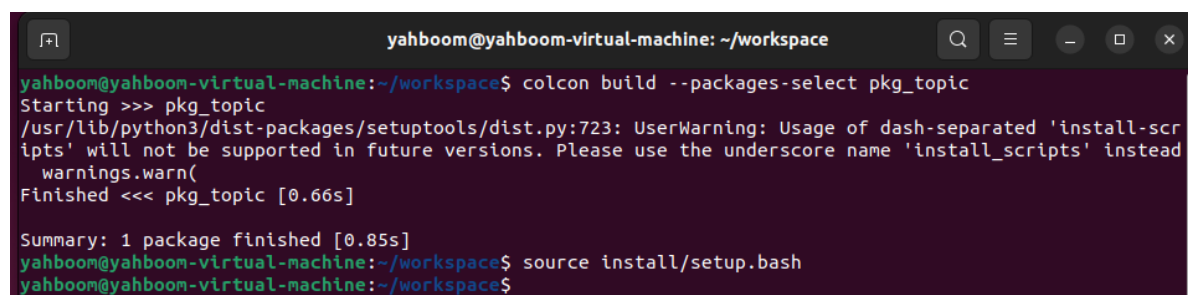 yahboom@yahboom-virtual-machine: ~/workspace
yahboom@yahboom-virtual-machine:~/workspace$ colcon build --packages-select pkg_topic
Starting >>> pkg_topic
/usr/lib/python3/dist-packages/setuptools/dist.py:723: UserWarning: Usage of dash-separated 'install-scr
ipts' will not be supported in future versions. Please use the underscore name 'install_scripts' instead
  warnings.warn(
Finished <<< pkg_topic [0.66s]

Summary: 1 package finished [0.85s]
yahboom@yahboom-virtual-machine:~/workspace$ source install/setup.bash
yahboom@yahboom-virtual-machine:~/workspace$